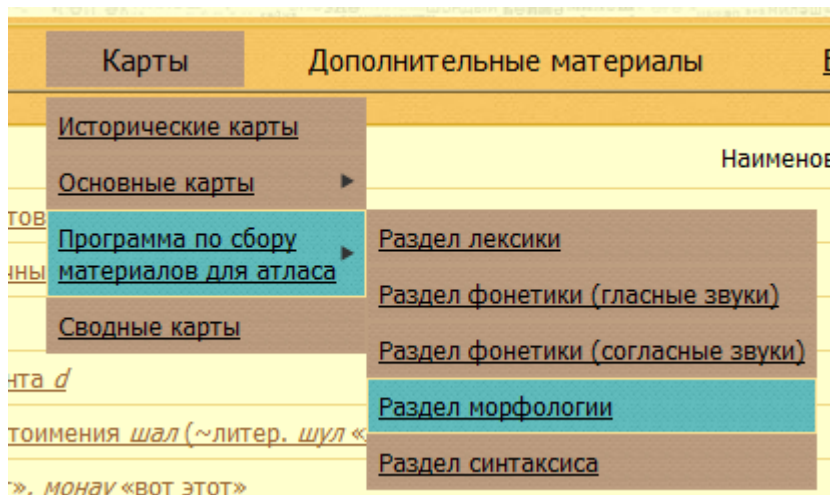 Карты Дополнительные материалы
Исторические карты
Наименов
Основные карты
тов
Программа по сбору
материалов для атласа
чны
Раздел лексики
Раздел фонетики (гласные звуки)
Сводные карты
Раздел фонетики (согласные звуки)
нта d
Раздел морфологии
тоимения шал (~литер. шул «
Раздел синтаксиса
», монау «вот этот»